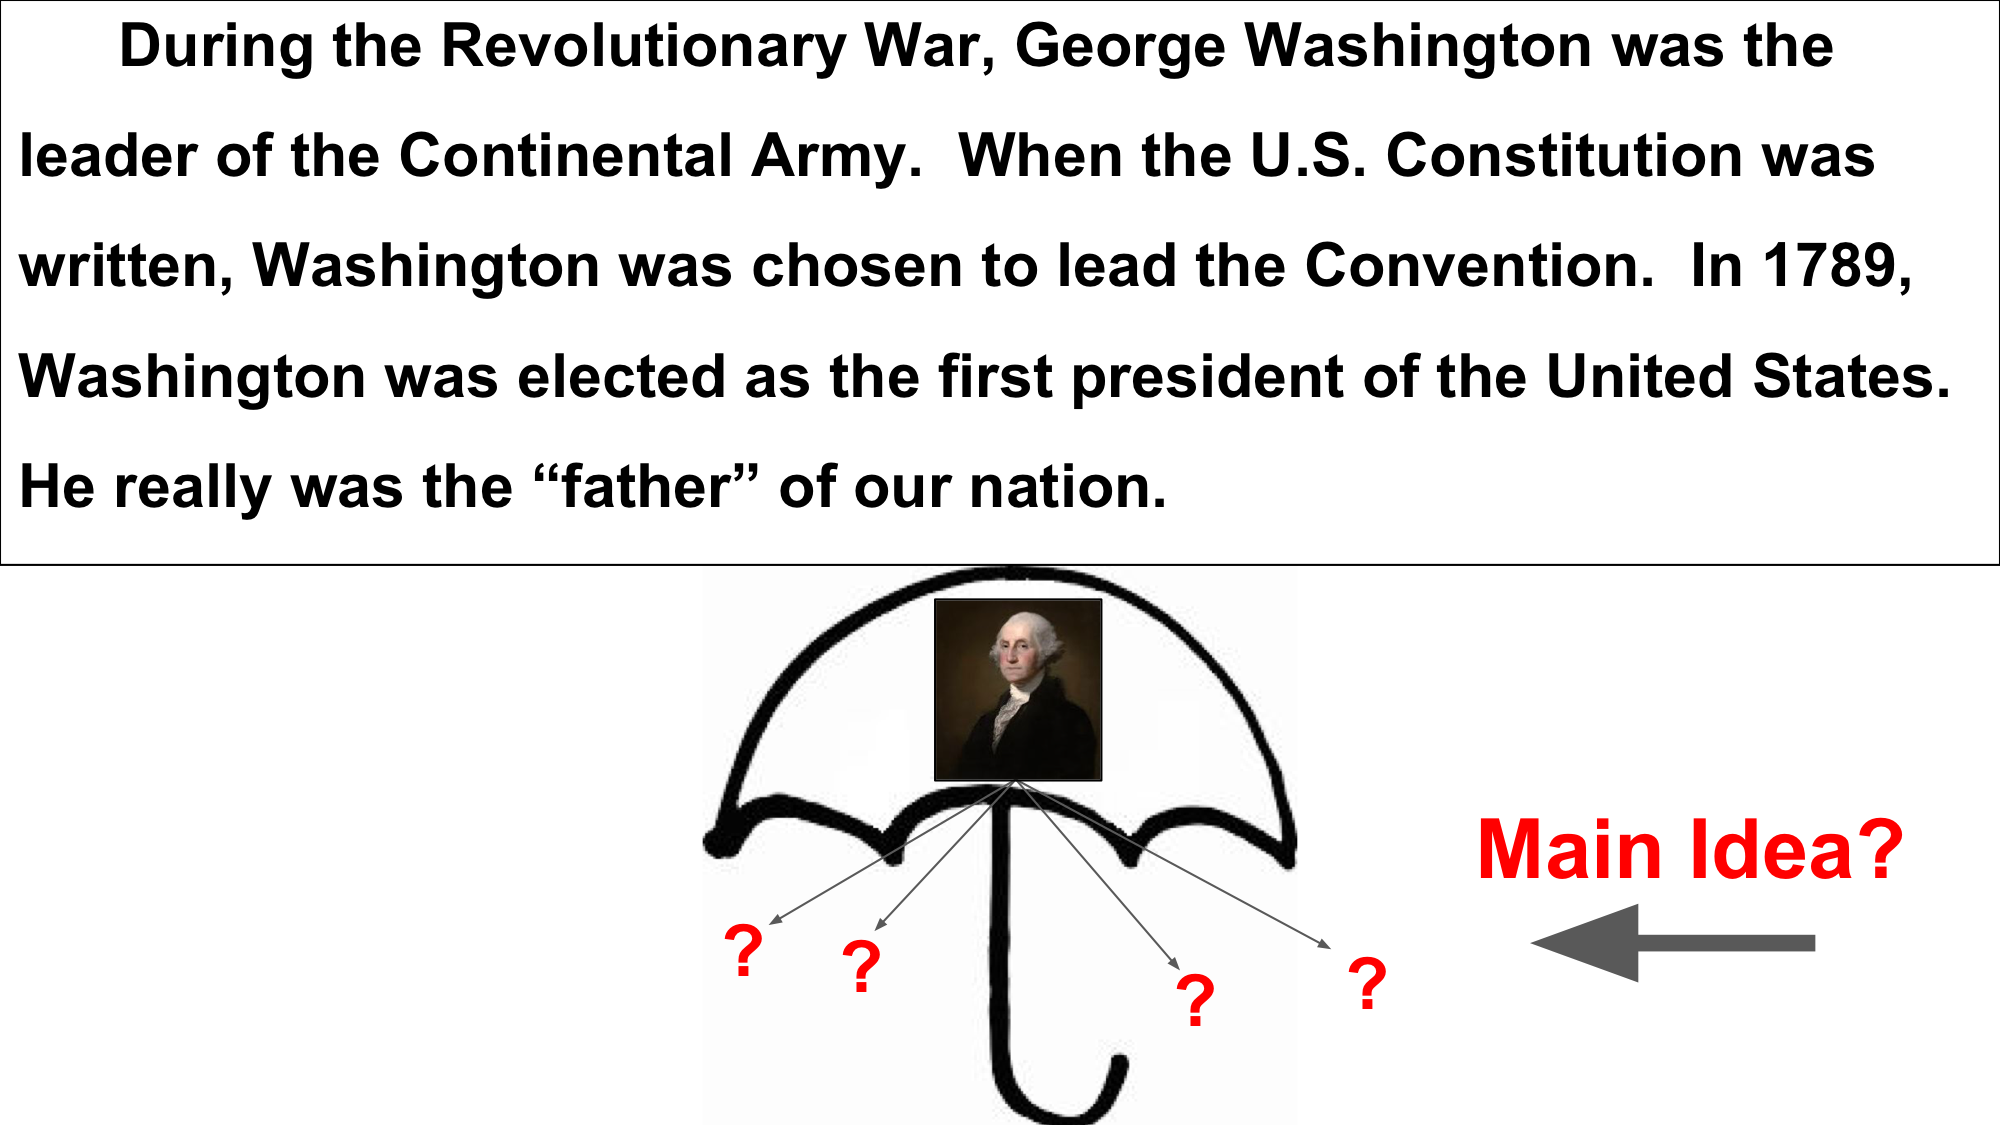 During the Revolutionary War, George Washington was the
leader of the Continental Army.  When the U.S. Constitution was
written, Washington was chosen to lead the Convention.  In 1789,
Washington was elected as the first president of the United States.
He really was the “father” of our nation.
Main Idea?
?
?
?
?